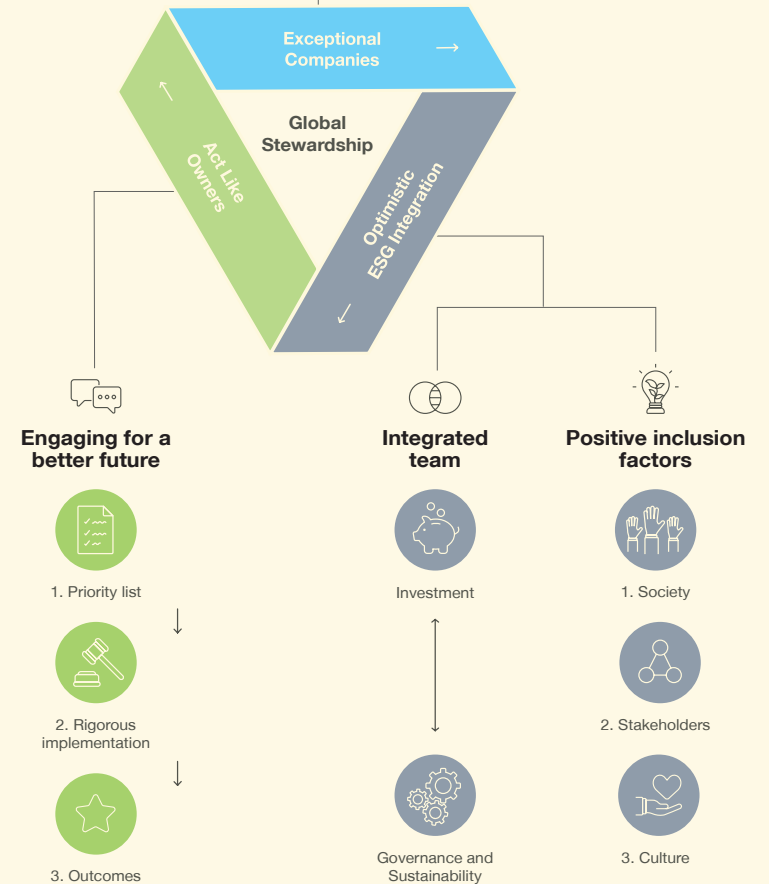 Exceptional
Companies
Global
Stewardship
Act Like
Owners
Optimistic
ESG Integration
Engaging for a
better future
1. Priority list
2. Rigorous
implementation
3. Outcomes
Integrated
team
Investment
Governance and
Sustainability
Positive inclusion
factors
1. Society
2. Stakeholders
3. Culture